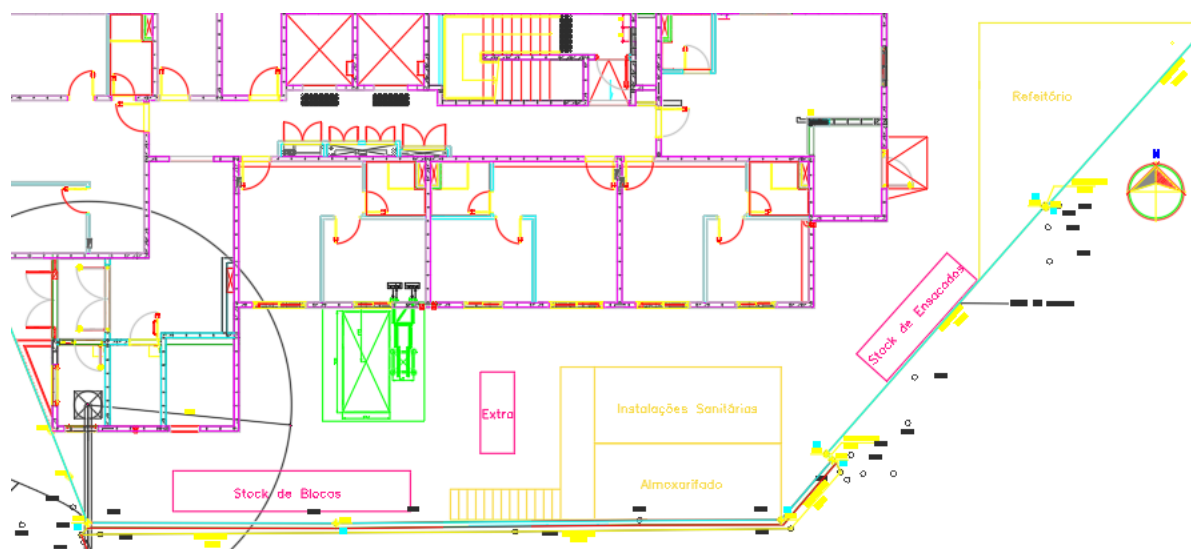 Refeitório
N
Stock de Ensacados
Extra
Instalações Sanitárias
Almoxarifado
Stock de Blocos